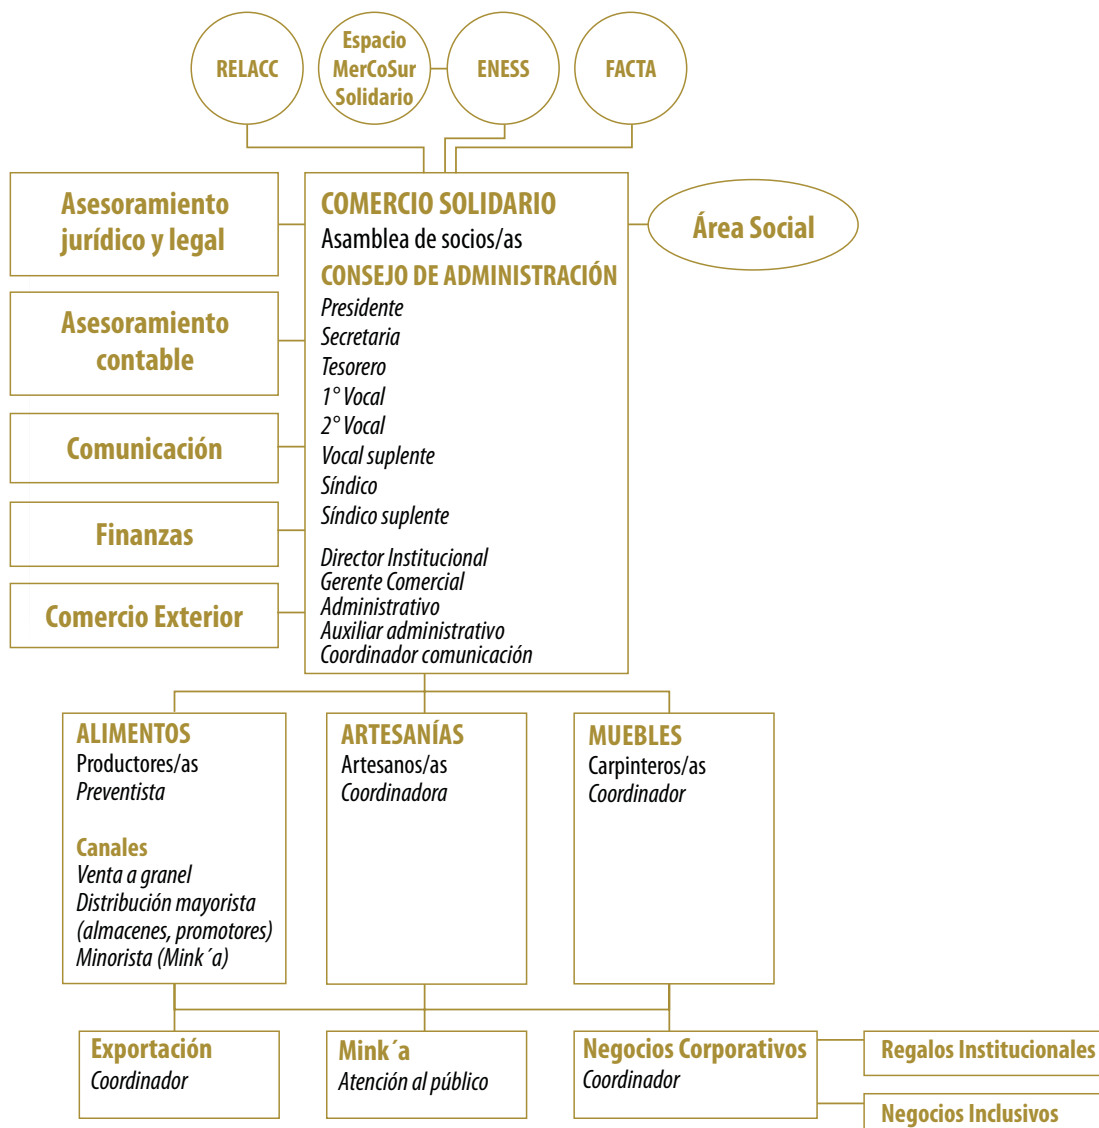 RELACC
Espacio
MerCoSur
Solidario
ENESS
FACTA
Asesoramiento
jurídico y legal
Asesoramiento
contable
Comunicación
Finanzas
Comercio Exterior
COMERCIO SOLIDARIO
Asamblea de socios/as
CONSEJO DE ADMINISTRACIÓN
Presidente
Secretaria
Tesorero
1° Vocal
2° Vocal
Vocal suplente
Síndico
Síndico suplente
Director Institucional
Gerente Comercial
Administrativo
Auxiliar administrativo
Coordinador comunicación
Área Social
ALIMENTOS
Productores/as
Preventista
Canales
Venta a granel
Distribución mayorista
(almacenes, promotores)
Minorista (Mink´a)
ARTESANÍAS
Artesanos/as
Coordinadora
MUEBLES
Carpinteros/as
Coordinador
Exportación
Coordinador
Mink´a
Atención al público
Negocios Corporativos
Coordinador
Regalos Institucionales
Negocios Inclusivos